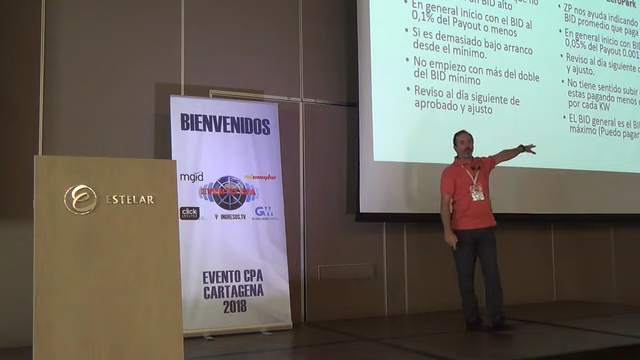 BID alto
• En general inicio con el BID al
0,1% del Payout o menos
• Si es demasiado bajo arranco
desde el mínimo.
• No empiezo con más del doble
del BID mínimo
• Reviso al día siguiente de
aprobado y ajusto
ZeroPark
• ZP nos ayuda indicando
BID promedio que paga
• En general inicio con BI
0,05% del Payout 0.001
• Reviso al día siguiente
y ajusto.
• No tiene sentido subir
estas pagando menos
por cada KW
• EL BID general es el BI
máximo (Puedo pagar
BIENVENIDOS
mgid
click
INGRESOS.TV
EVENTO CPA
CARTAGENA
2018
e ESTELAR